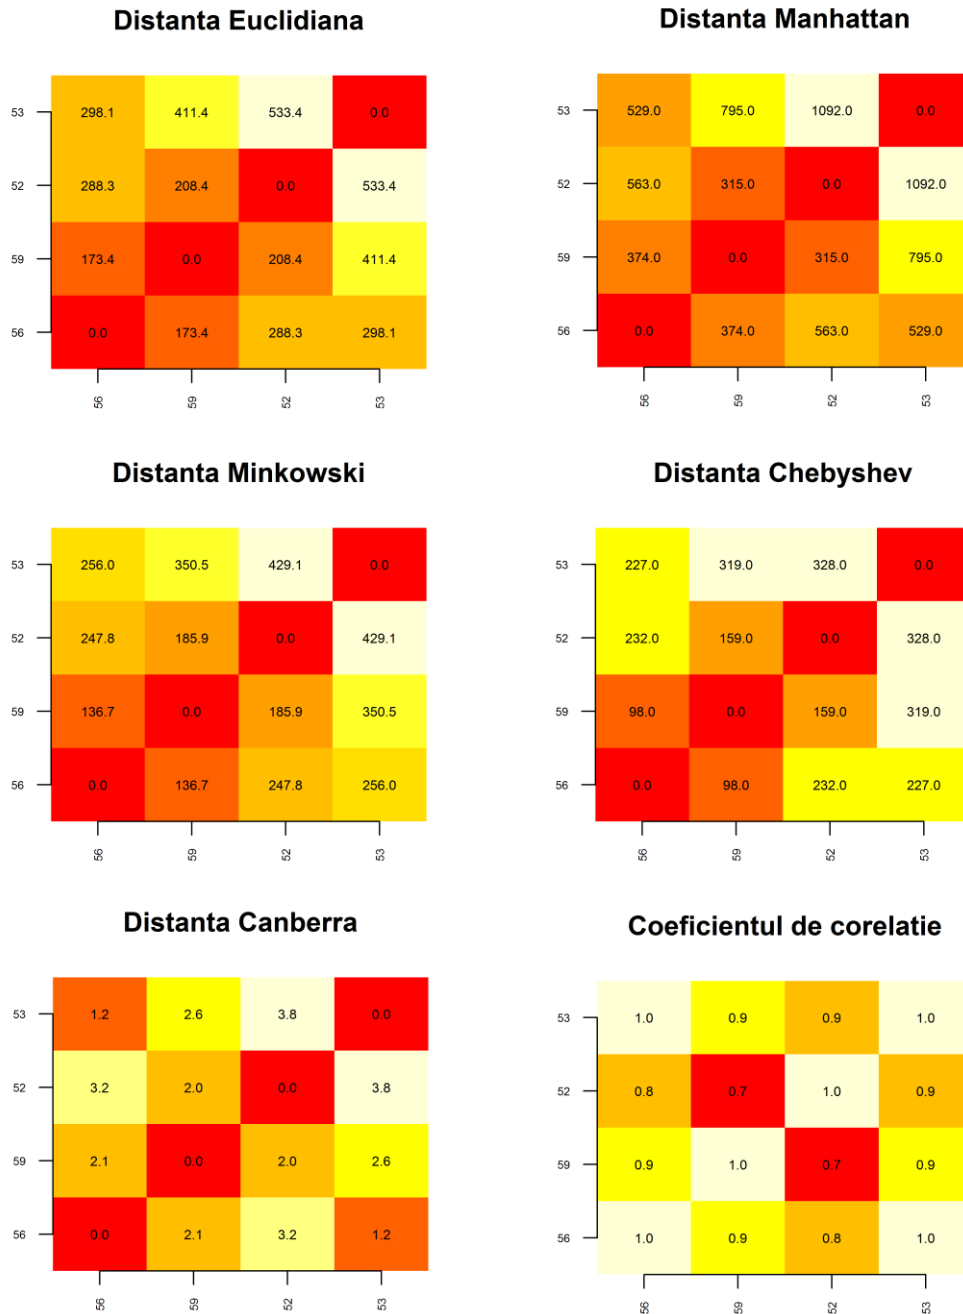 Distanta Euclidiana
53 298.1 411.4 533.4 0.0
52 288.3 208.4 0.0 533.4
59 173.4 0.0 208.4 411.4
56 0.0 173.4 288.3 298.1
56 59 52 53
Distanta Manhattan
53 529.0 795.0 1092.0 0.0
52 563.0 315.0 0.0 1092.0
59 374.0 0.0 315.0 795.0
56 0.0 374.0 563.0 529.0
56 59 52 53
Distanta Minkowski
53 256.0 350.5 429.1 0.0
52 247.8 185.9 0.0 429.1
59 136.7 0.0 185.9 350.5
56 0.0 136.7 247.8 256.0
56 59 52 53
Distanta Chebyshev
53 227.0 319.0 328.0 0.0
52 232.0 159.0 0.0 328.0
59 98.0 0.0 159.0 319.0
56 0.0 98.0 232.0 227.0
56 59 52 53
Distanta Canberra
53 1.2 2.6 3.8 0.0
52 3.2 2.0 0.0 3.8
59 2.1 0.0 2.0 2.6
56 0.0 2.1 3.2 1.2
56 59 52 53
Coeficientul de corelatie
53 1.0 0.9 0.9 1.0
52 0.8 0.7 1.0 0.9
59 0.9 1.0 0.7 0.9
56 1.0 0.9 0.8 1.0
56 59 52 53